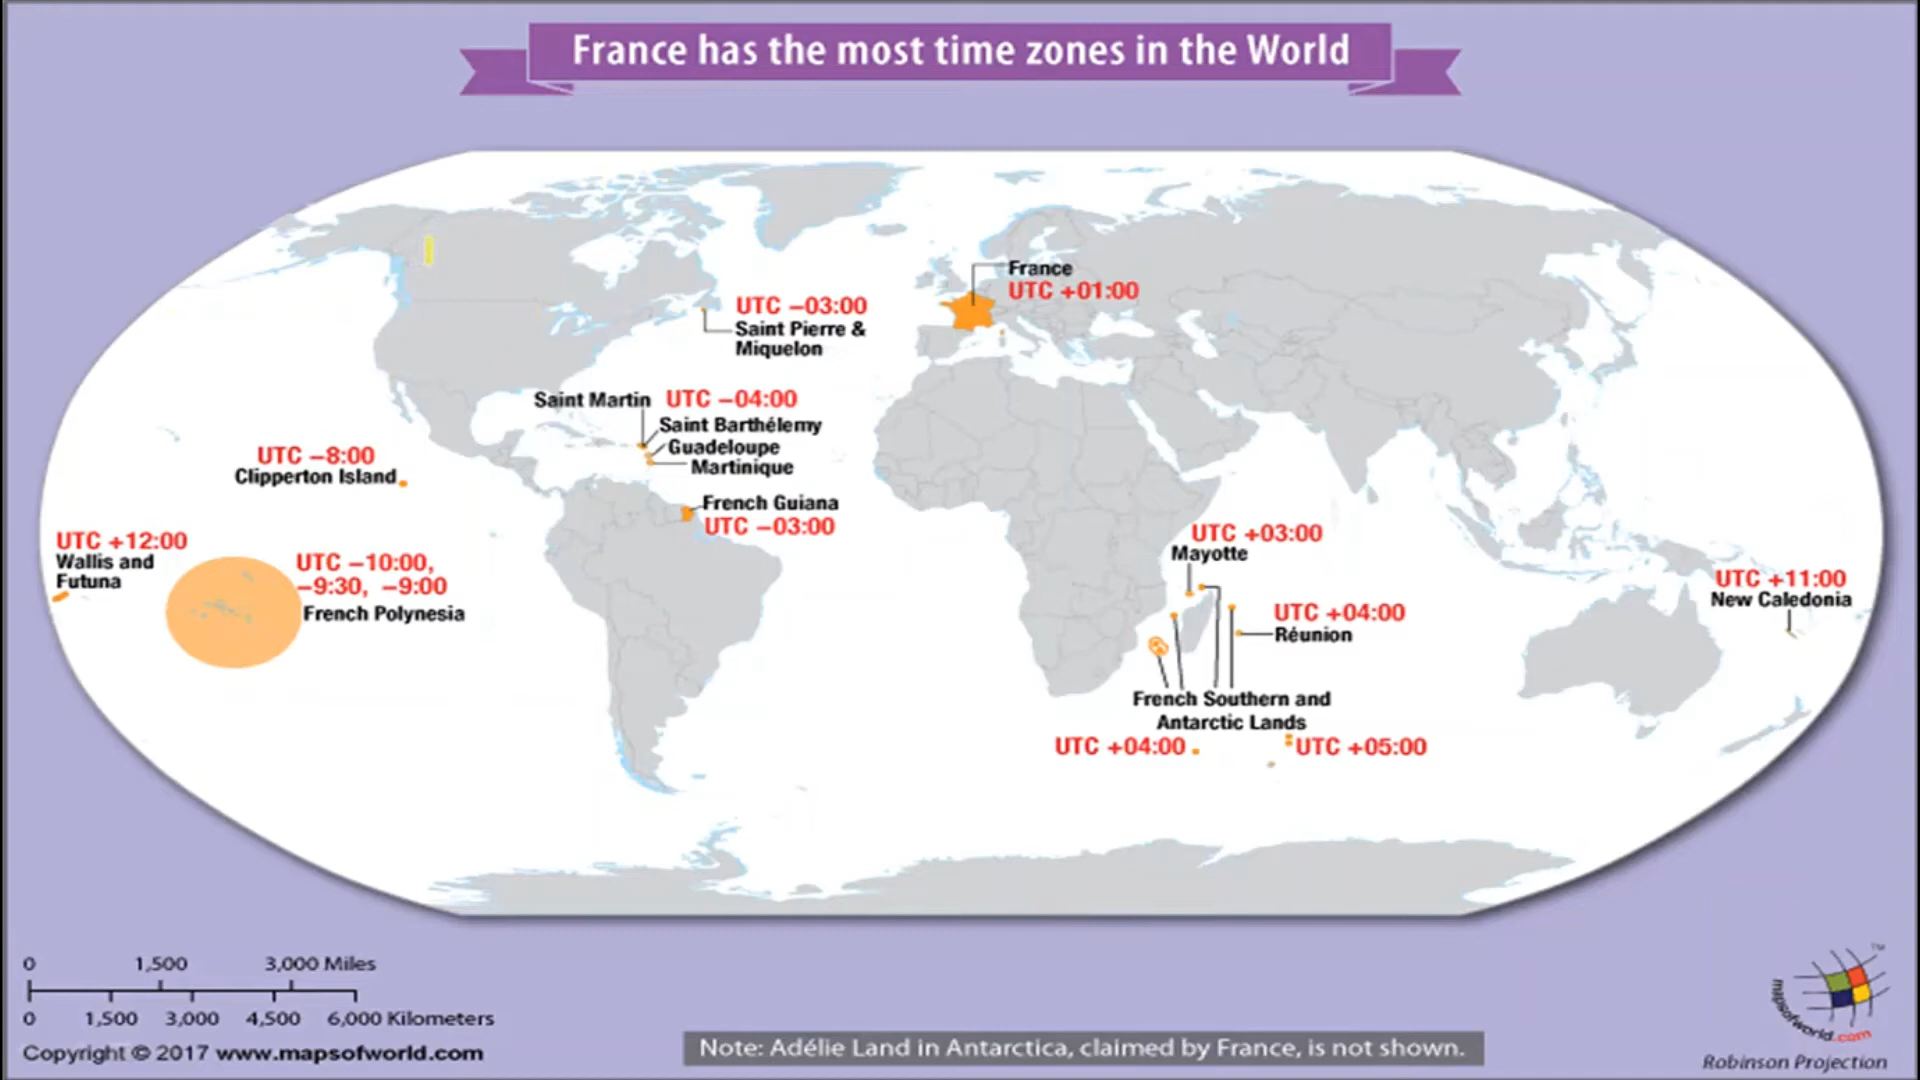 France has the most time zones in the World
France
UTC +01:00
UTC −03:00
Saint Pierre &
Miquelon
Saint Martin UTC −04:00
Saint Barthélemy
Guadeloupe
Martinique
UTC −8:00
Clipperton Island
French Guiana
UTC −03:00
UTC +12:00
Wallis and
Futuna
UTC −10:00,
−9:30, −9:00
French Polynesia
UTC +03:00
Mayotte
UTC +04:00
Réunion
UTC +11:00
New Caledonia
French Southern and
Antarctic Lands
UTC +04:00 UTC +05:00
0 1,500 3,000 Miles
0 1,500 3,000 4,500 6,000 Kilometers
Copyright © 2017 www.mapsofworld.com
Note: Adélie Land in Antarctica, claimed by France, is not shown.
TM
mapsofworld.com
Robinson Projection